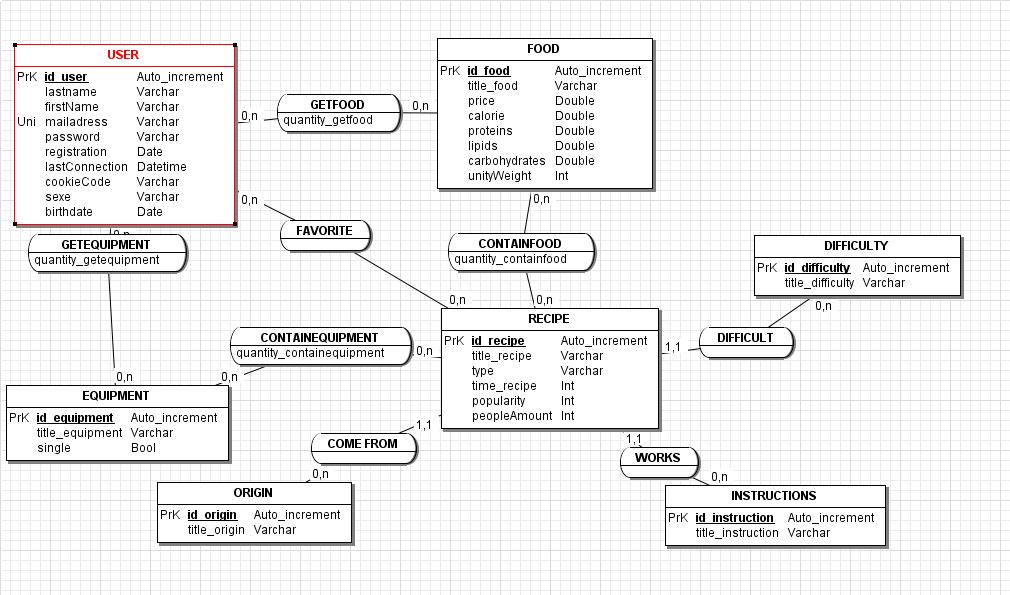 USER
PrK id_user Auto_increment
lastname Varchar
firstName Varchar
Uni mailadress Varchar
password Varchar
registration Date
lastConnection Datetime
cookieCode Varchar
sexe Varchar
birthdate Date
0,n
GETFOOD
quantity_getfood
0,n
FOOD
PrK id_food Auto_increment
title_food Varchar
price Double
calorie Double
proteins Double
lipids Double
carbohydrates Double
unityWeight Int
0,n
FAVORITE
0,n
0,n
GETEQUIPMENT
quantity_getequipment
0,n
0,n
CONTAINFOOD
quantity_containfood
0,n
DIFFICULTY
PrK id_difficulty Auto_increment
title_difficulty Varchar
0,n
DIFFICULT
1,1
RECIPE
PrK id_recipe Auto_increment
title_recipe Varchar
type Varchar
time_recipe Int
popularity Int
peopleAmount Int
CONTAINEQUIPMENT
quantity_containequipment
0,n
0,n
EQUIPMENT
PrK id_equipment Auto_increment
title_equipment Varchar
single Bool
1,1
COME FROM
0,n
ORIGIN
PrK id_origin Auto_increment
title_origin Varchar
1,1
WORKS
0,n
INSTRUCTIONS
PrK id_instruction Auto_increment
title_instruction Varchar